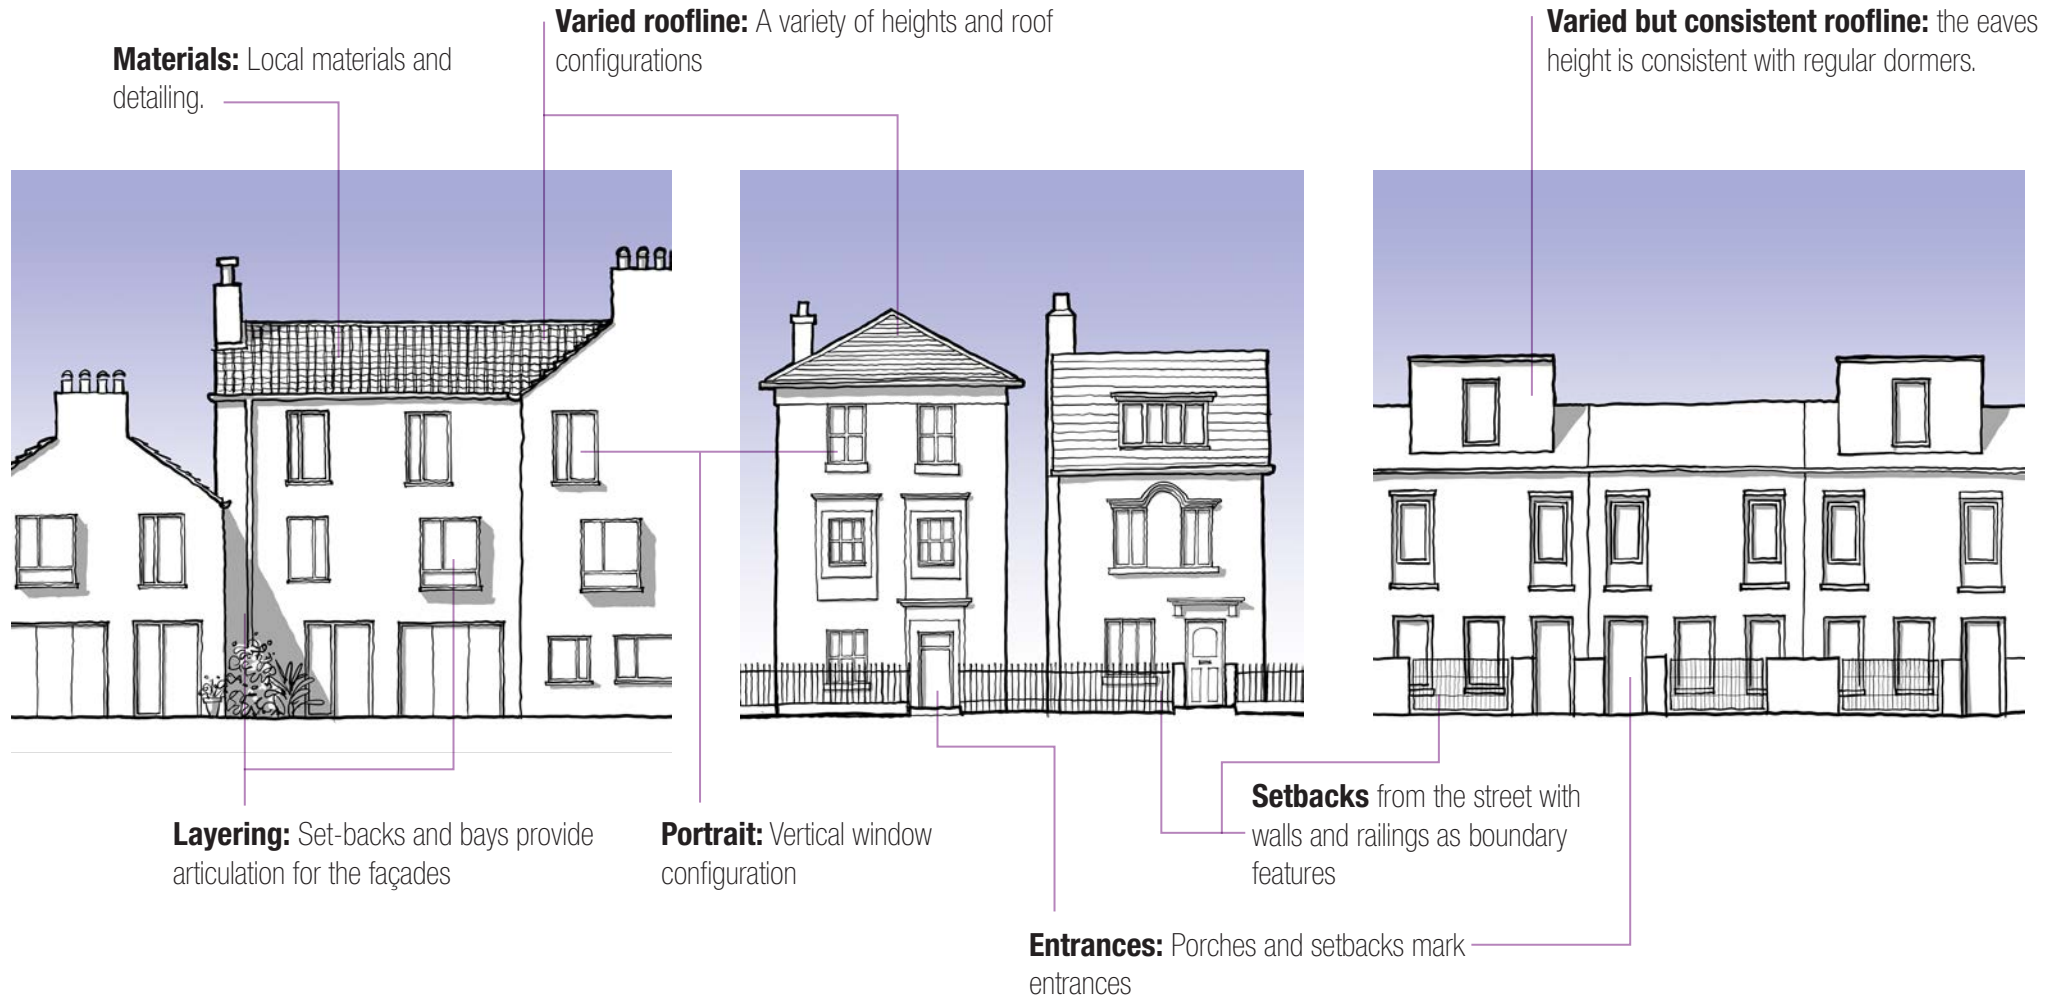 Materials: Local materials and
detailing.
Varied roofline: A variety of heights and roof
configurations
Varied but consistent roofline: the eaves
height is consistent with regular dormers.
Layering: Set-backs and bays provide
articulation for the façades
Portrait: Vertical window
configuration
Setbacks from the street with
walls and railings as boundary
features
Entrances: Porches and setbacks mark
entrances